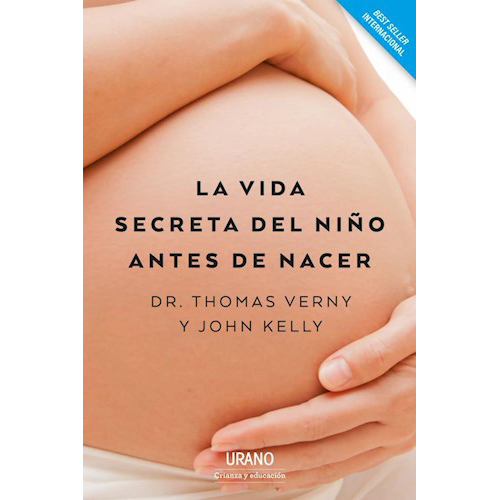 BEST SELLER
INTERNACIONAL
LA VIDA
SECRETA DEL NIÑO
ANTES DE NACER
DR. THOMAS VERNY
Y JOHN KELLY
URANO
Crianza y educación